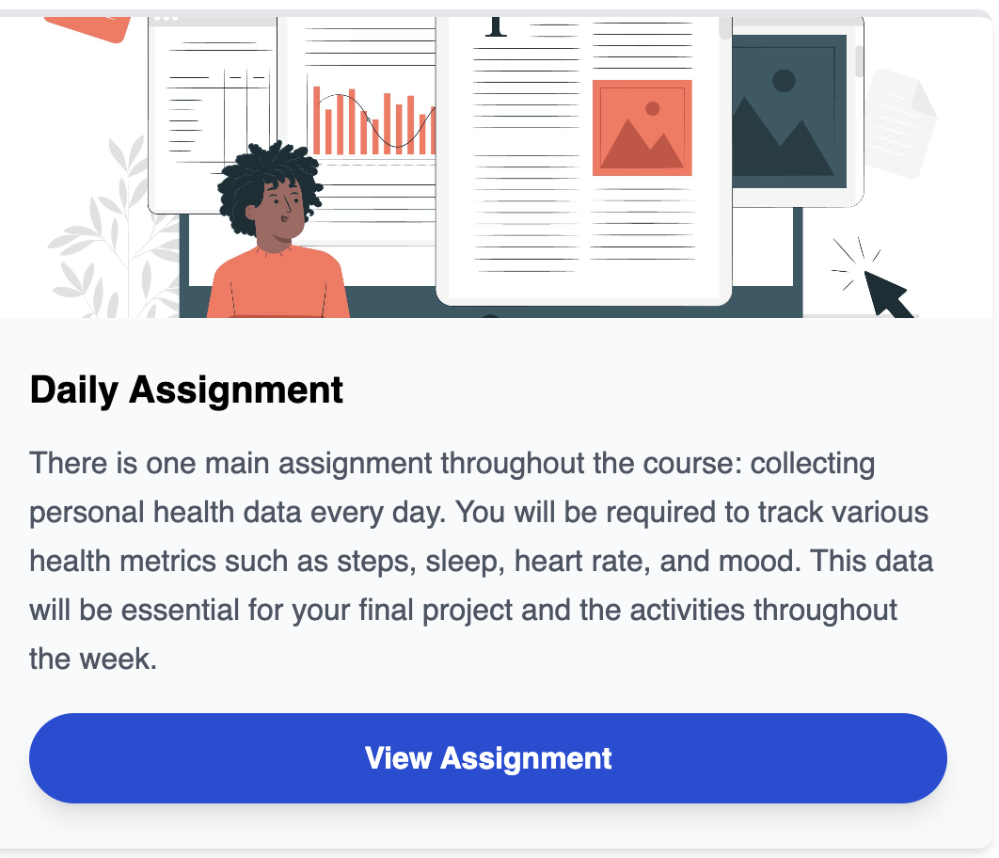 Daily Assignment
There is one main assignment throughout the course: collecting
personal health data every day. You will be required to track various
health metrics such as steps, sleep, heart rate, and mood. This data
will be essential for your final project and the activities throughout
the week.
View Assignment